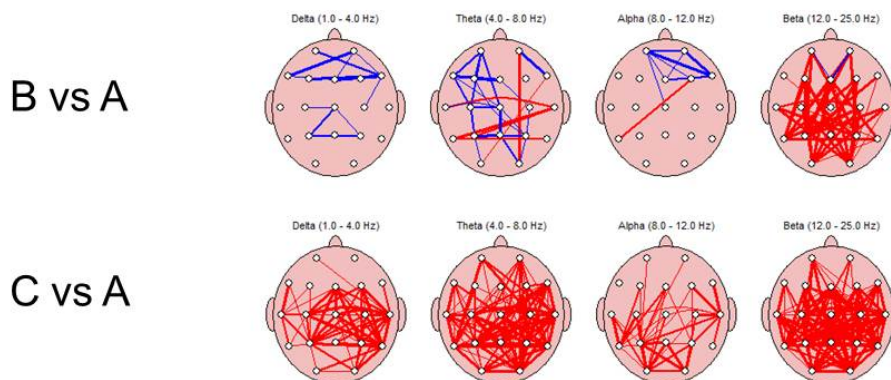 Delta (1.0 - 4.0 Hz) Theta (4.0 - 8.0 Hz) Alpha (8.0 - 12.0 Hz) Beta (12.0 - 25.0 Hz)
B vs A
Delta (1.0 - 4.0 Hz) Theta (4.0 - 8.0 Hz) Alpha (8.0 - 12.0 Hz) Beta (12.0 - 25.0 Hz)
C vs A